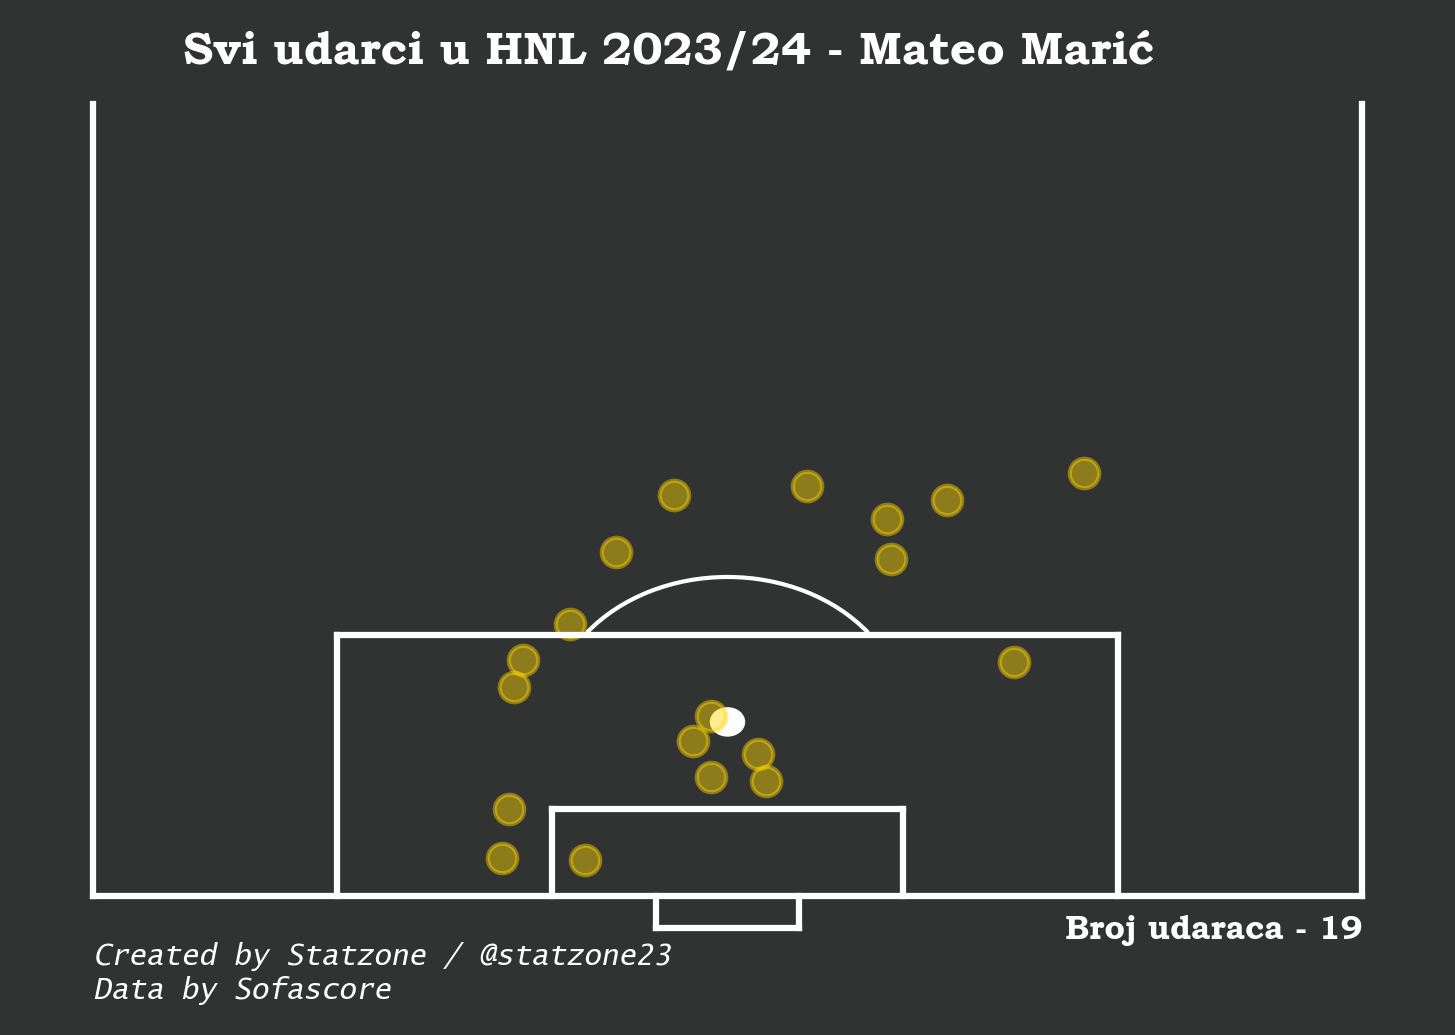 Svi udarci u HNL 2023/24 - Mateo Marić
Broj udaraca - 19
Created by Statzone / @statzone23
Data by Sofascore